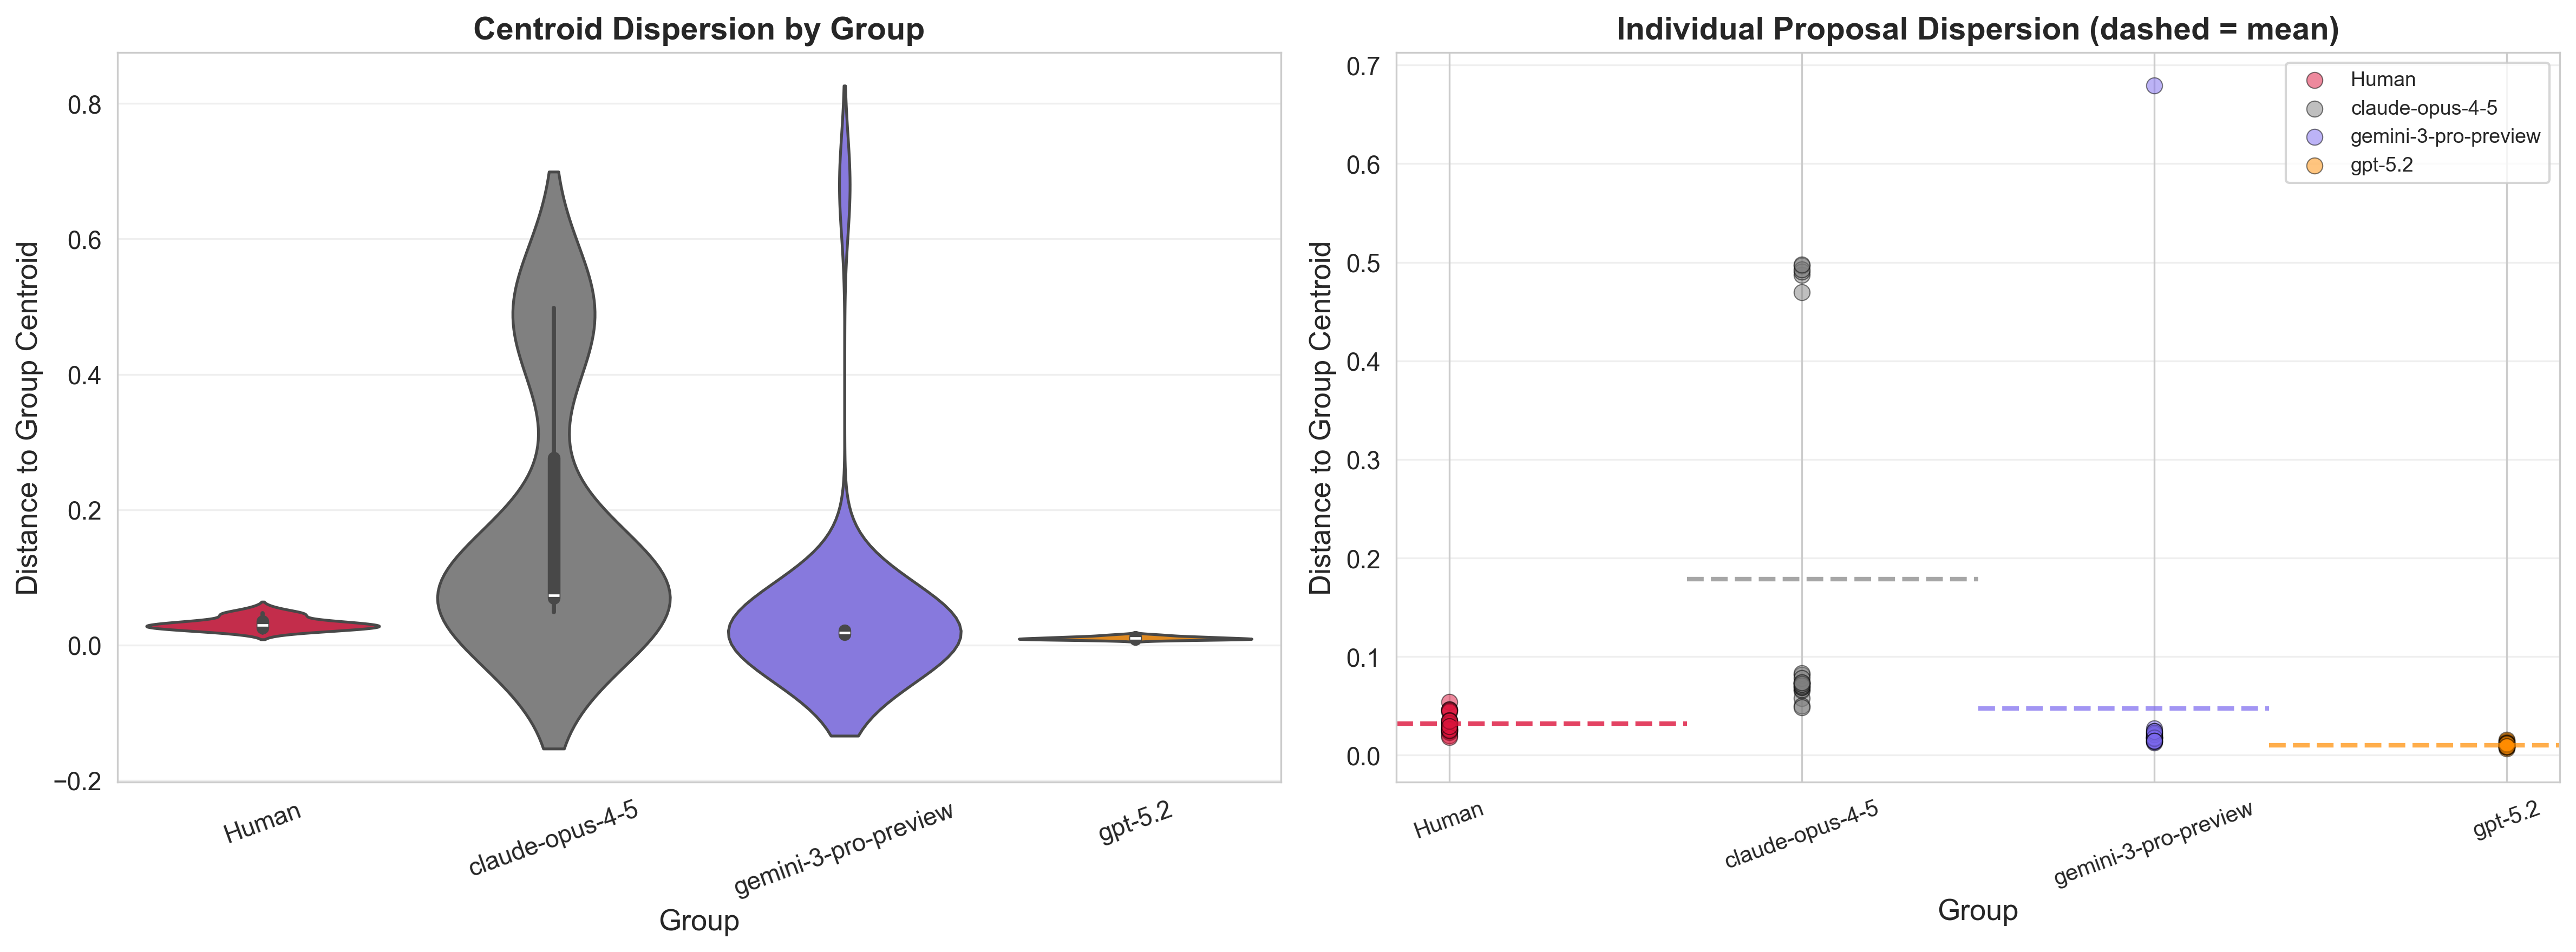 Centroid Dispersion by Group
Distance to Group Centroid
0.8
0.6
0.4
0.2
0.0
−0.2
Human
claude-opus-4-5
gemini-3-pro-preview
gpt-5.2
Group
Individual Proposal Dispersion (dashed = mean)
Distance to Group Centroid
0.7
0.6
0.5
0.4
0.3
0.2
0.1
0.0
Human
claude-opus-4-5
gemini-3-pro-preview
gpt-5.2
Human
claude-opus-4-5
gemini-3-pro-preview
gpt-5.2
Group